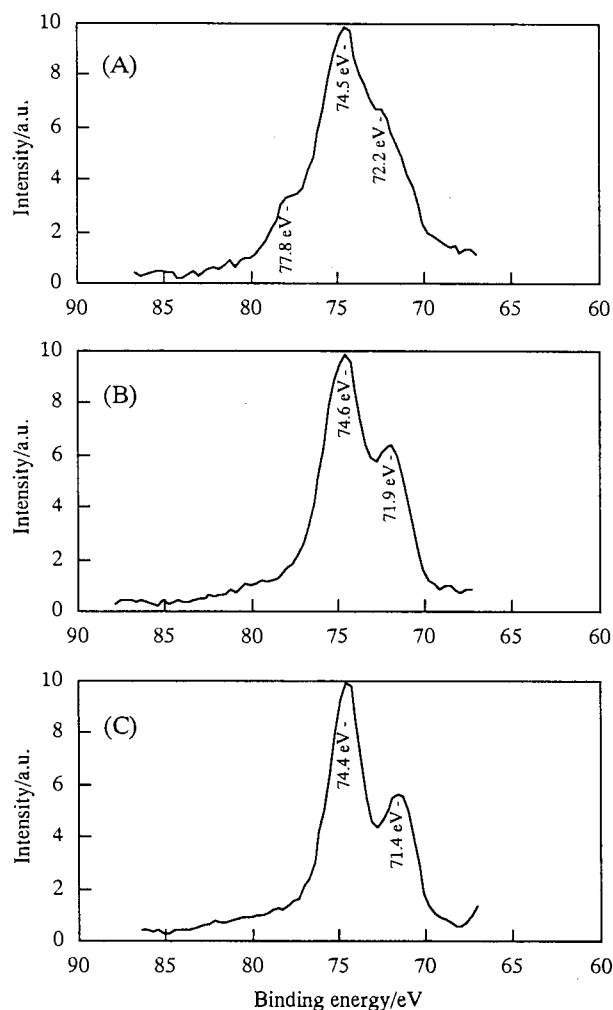 (A)
Intensity/a.u.
10
8
6
4
2
0
77.8 eV -
74.5 eV -
72.2 eV -
90 85 80 75 70 65 60
(B)
Intensity/a.u.
10
8
6
4
2
0
74.6 eV -
71.9 eV -
90 85 80 75 70 65 60
(C)
Intensity/a.u.
10
8
6
4
2
0
74.4 eV -
71.4 eV -
90 85 80 75 70 65 60
Binding energy/eV